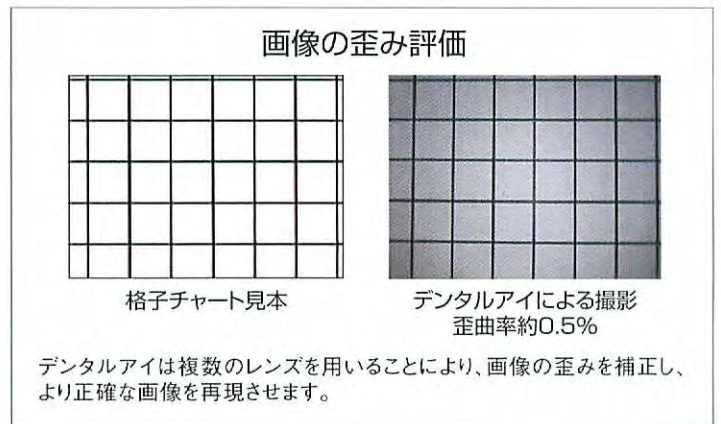 画像の歪み評価
格子チャート見本
デンタルアイによる撮影
歪曲率約0.5%
デンタルアイは複数のレンズを用いることにより、画像の歪みを補正し、
より正確な画像を再現させます。